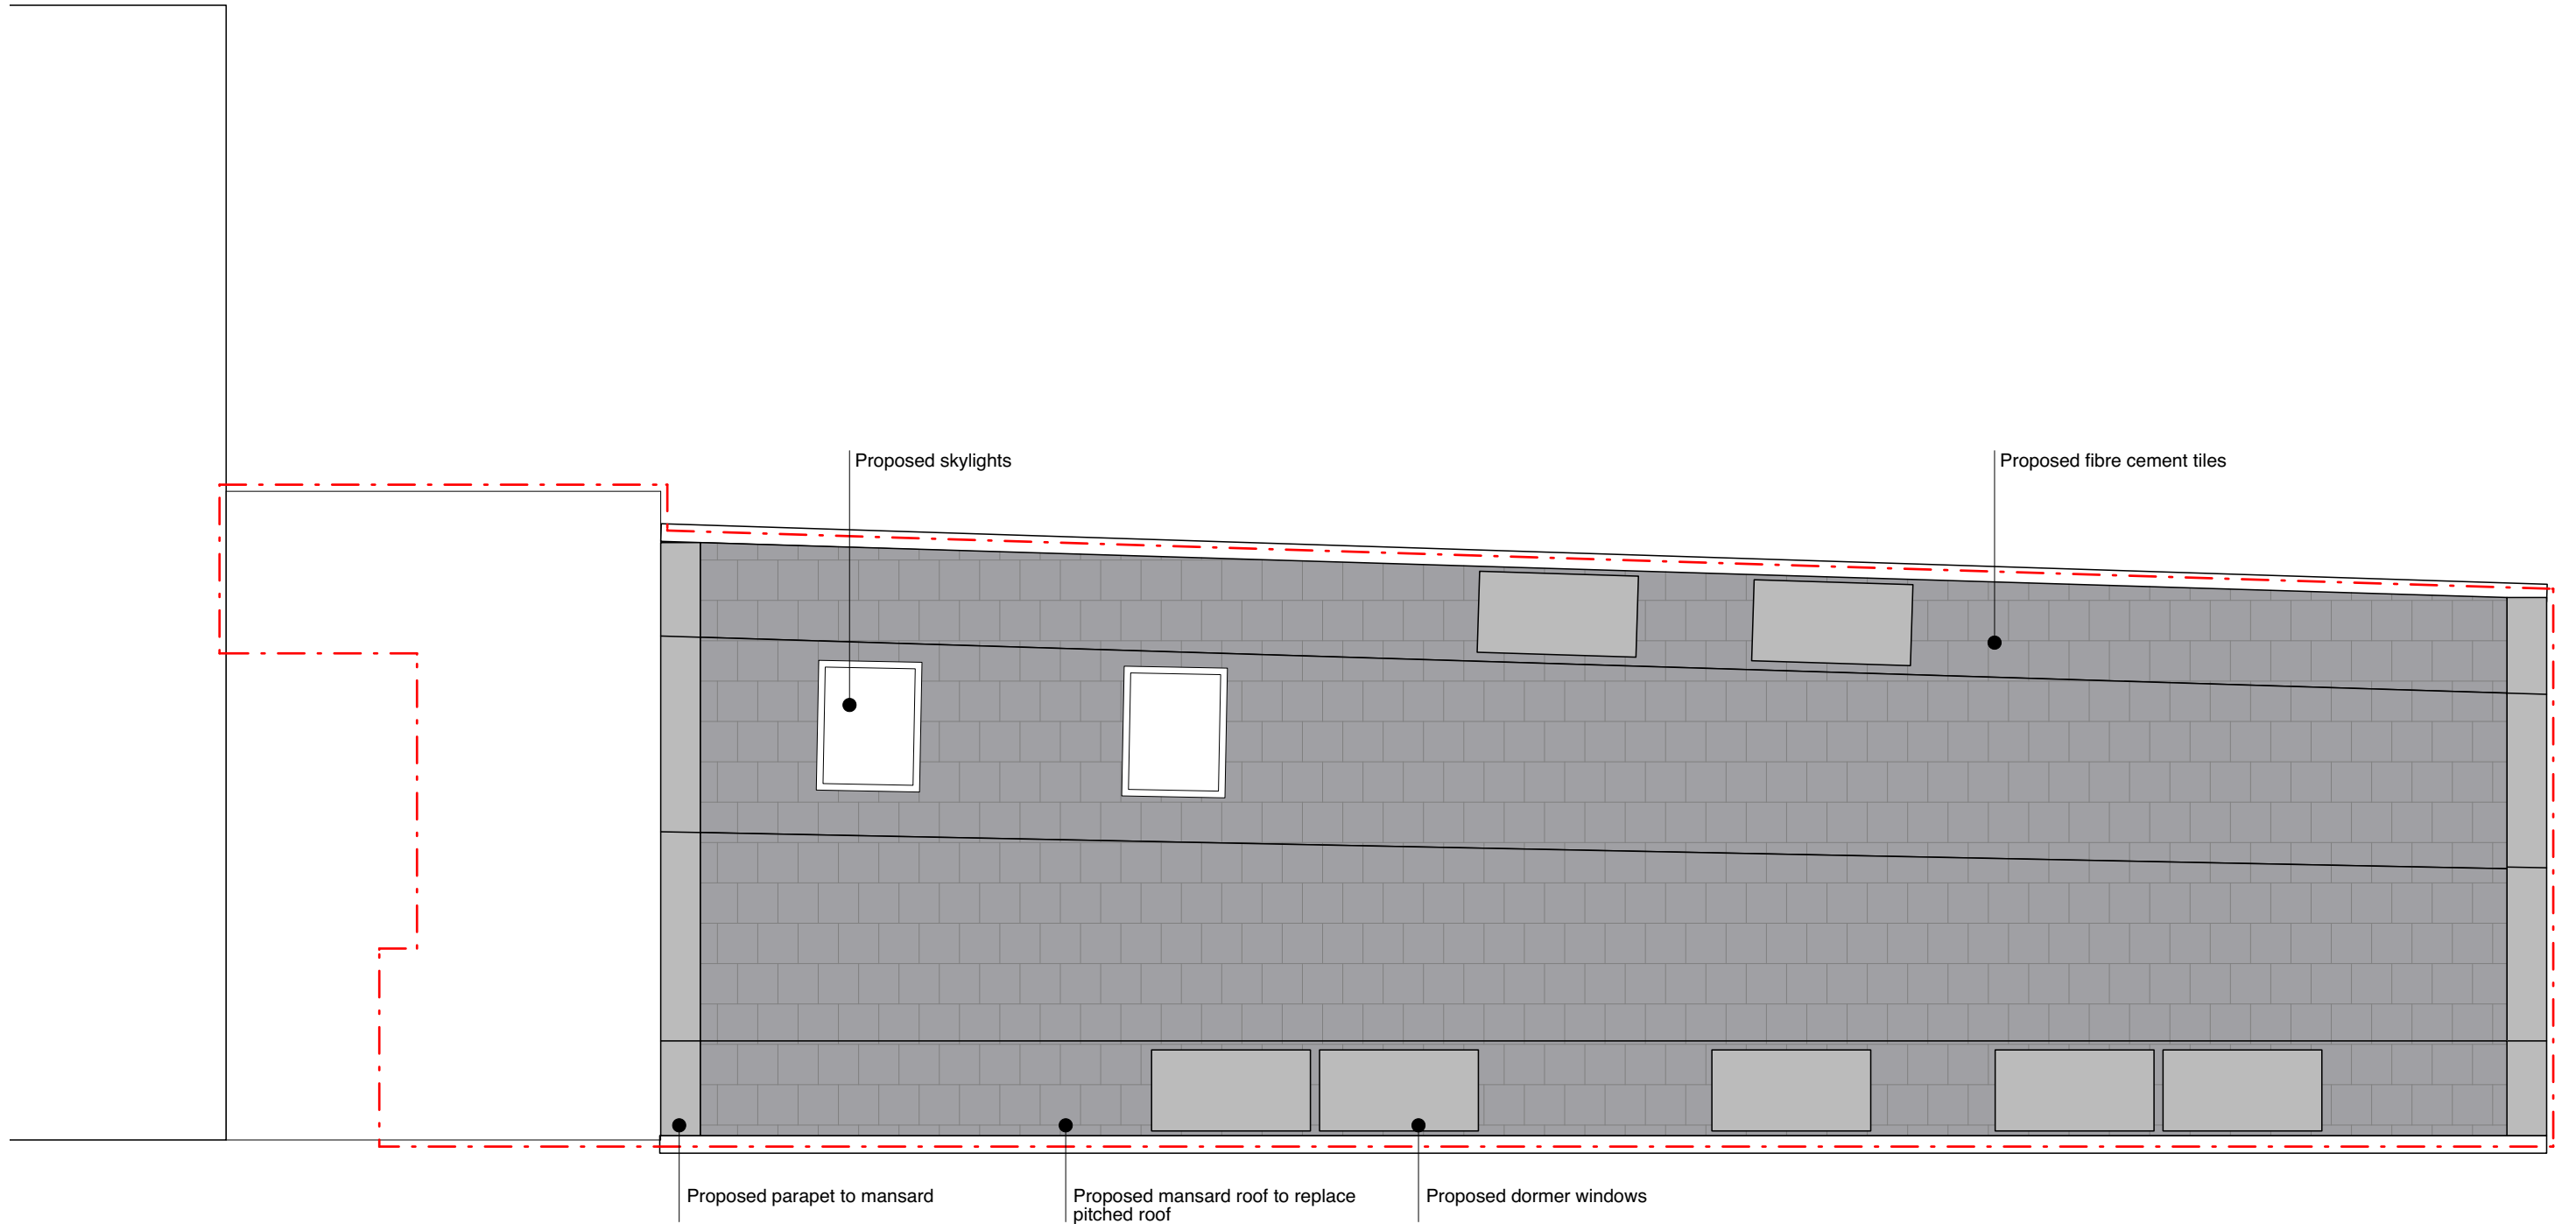 Proposed skylights
Proposed fibre cement tiles
Proposed parapet to mansard
Proposed mansard roof to replace
pitched roof
Proposed dormer windows